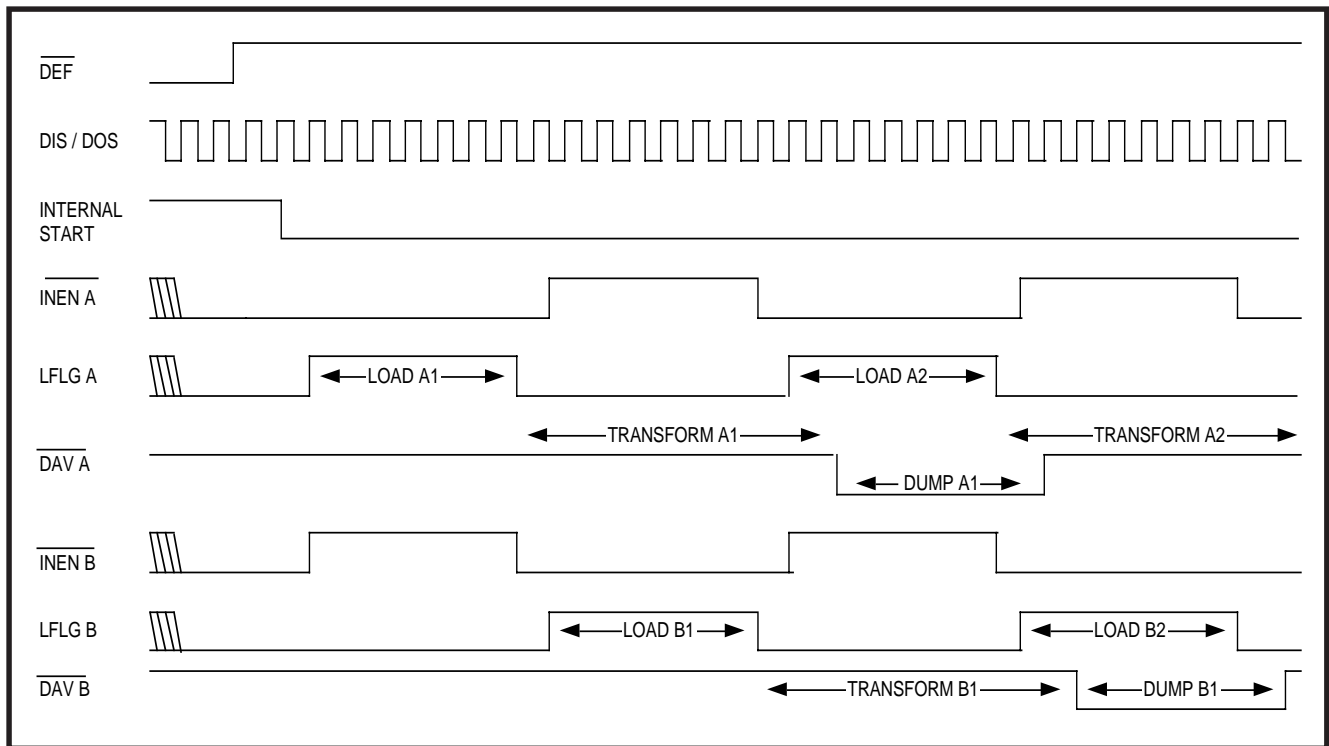 DEF
DIS / DOS
INTERNAL
START
INEN A
LFLG A
LOAD A1
LOAD A2
TRANSFORM A1
TRANSFORM A2
DAV A
DUMP A1
INEN B
LFLG B
LOAD B1
LOAD B2
DAV B
TRANSFORM B1
DUMP B1